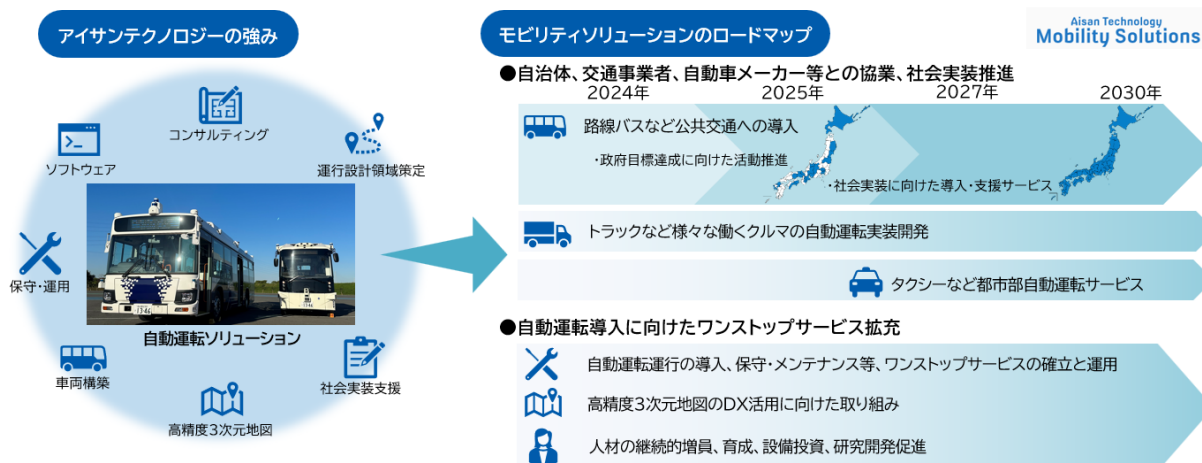 アイサンテクノロジーの強み
コンサルティング
ソフトウェア
運行設計領域策定
保守・運用
自動運転ソリューション
車両構築
社会実装支援
高精度3次元地図
モビリティソリューションのロードマップ
Aisan Technology
Mobility Solutions
●自治体、交通事業者、自動車メーカー等との協業、社会実装推進
2024年 2025年 2027年 2030年
路線バスなど公共交通への導入
・政府目標達成に向けた活動推進
・社会実装に向けた導入・支援サービス
トラックなど様々な働くクルマの自動運転実装開発
タクシーなど都市部自動運転サービス
●自動運転導入に向けたワンストップサービス拡充
自動運転運行の導入、保守・メンテナンス等、ワンストップサービスの確立と運用
高精度3次元地図のDX活用に向けた取り組み
人材の継続的増員、育成、設備投資、研究開発促進